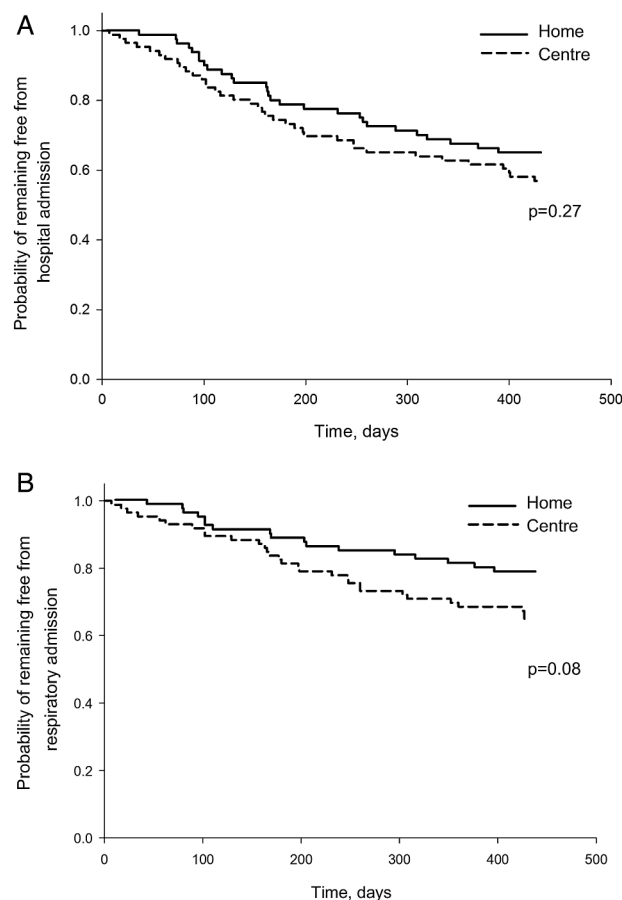 A
Home
Centre
1.0
0.8
0.6
0.4
0.2
0.0
Probability of remaining free from
hospital admission
p=0.27
0 100 200 300 400 500
Time, days
B
Home
Centre
1.0
0.8
0.6
0.4
0.2
0.0
Probability of remaining free from
respiratory admission
p=0.08
0 100 200 300 400 500
Time, days